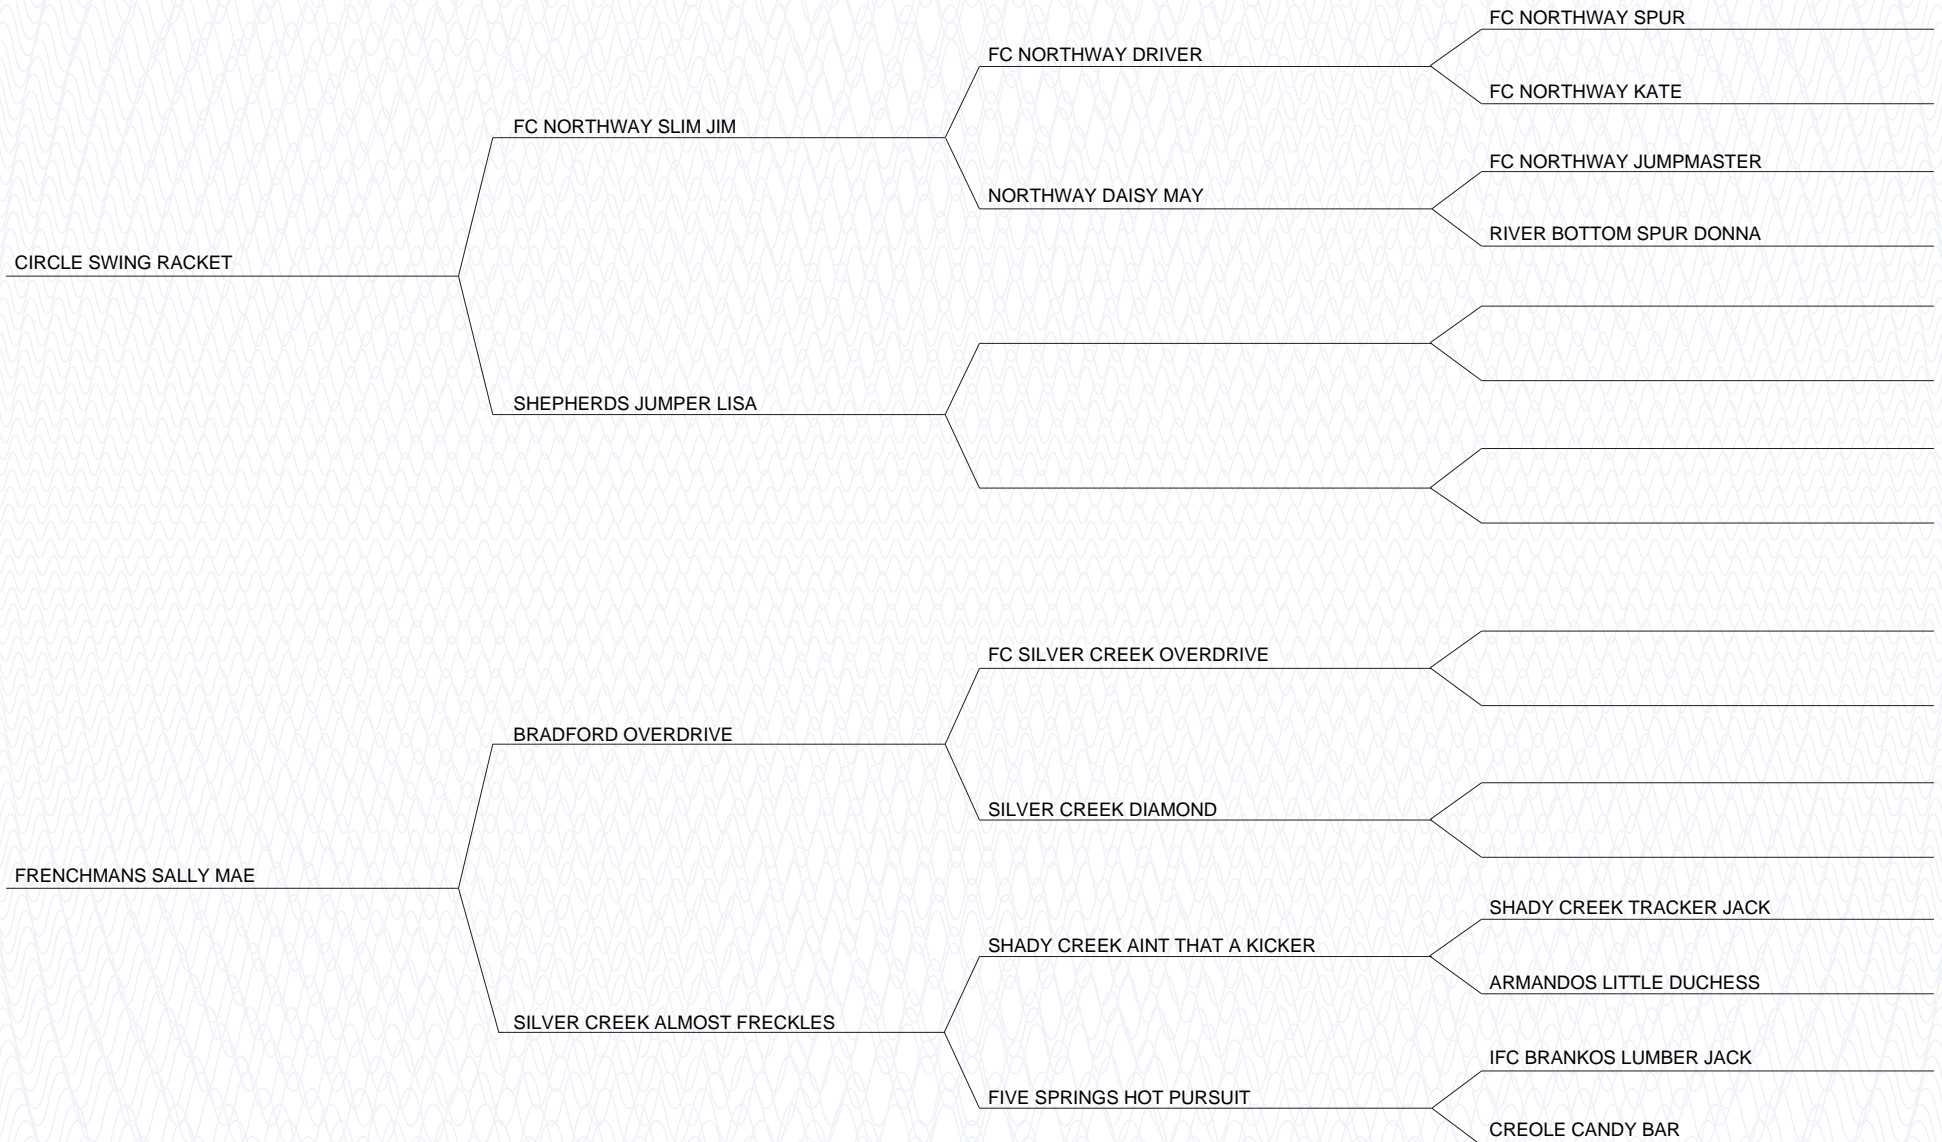 FC NORTHWAY SPUR
FC NORTHWAY DRIVER
FC NORTHWAY KATE
FC NORTHWAY SLIM JIM
FC NORTHWAY JUMPMASTER
NORTHWAY DAISY MAY
RIVER BOTTOM SPUR DONNA
CIRCLE SWING RACKET
SHEPHERDS JUMPER LISA
FC SILVER CREEK OVERDRIVE
BRADFORD OVERDRIVE
SILVER CREEK DIAMOND
FRENCHMANS SALLY MAE
SHADY CREEK TRACKER JACK
SHADY CREEK AINT THAT A KICKER
ARMANDOS LITTLE DUCHESS
SILVER CREEK ALMOST FRECKLES
IFC BRANKOS LUMBER JACK
FIVE SPRINGS HOT PURSUIT
CREOLE CANDY BAR